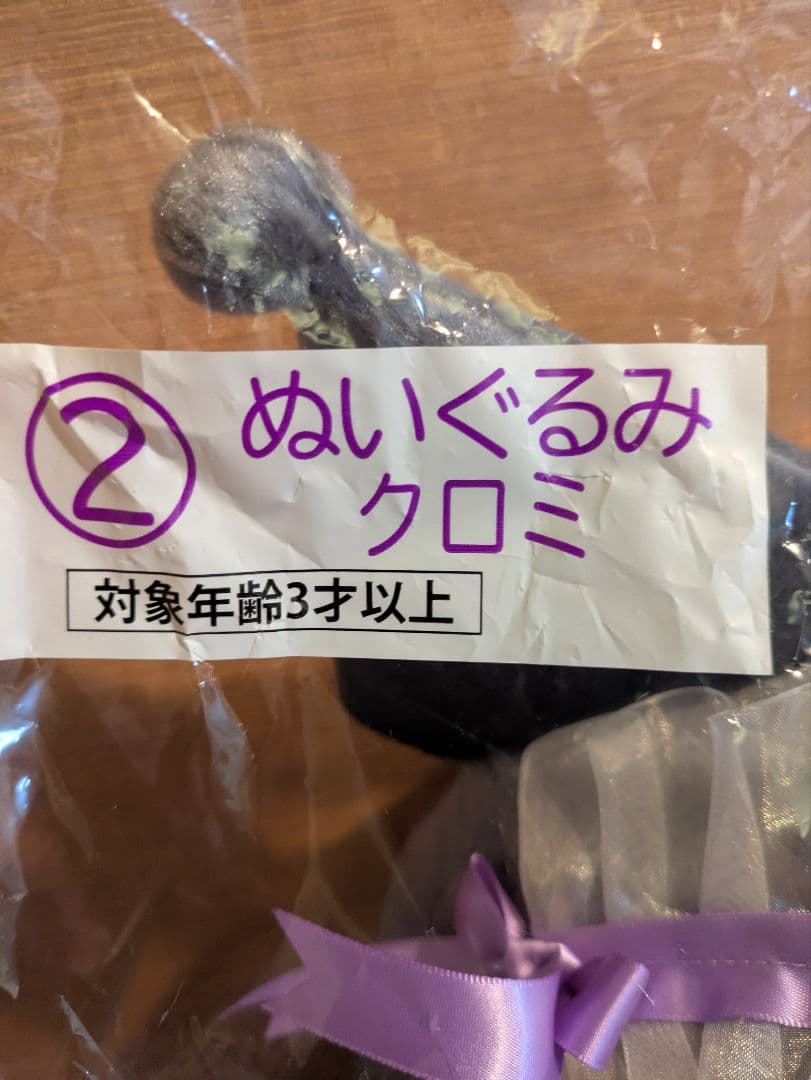 ② ぬいぐるみ
クロミ
対象年齢3才以上